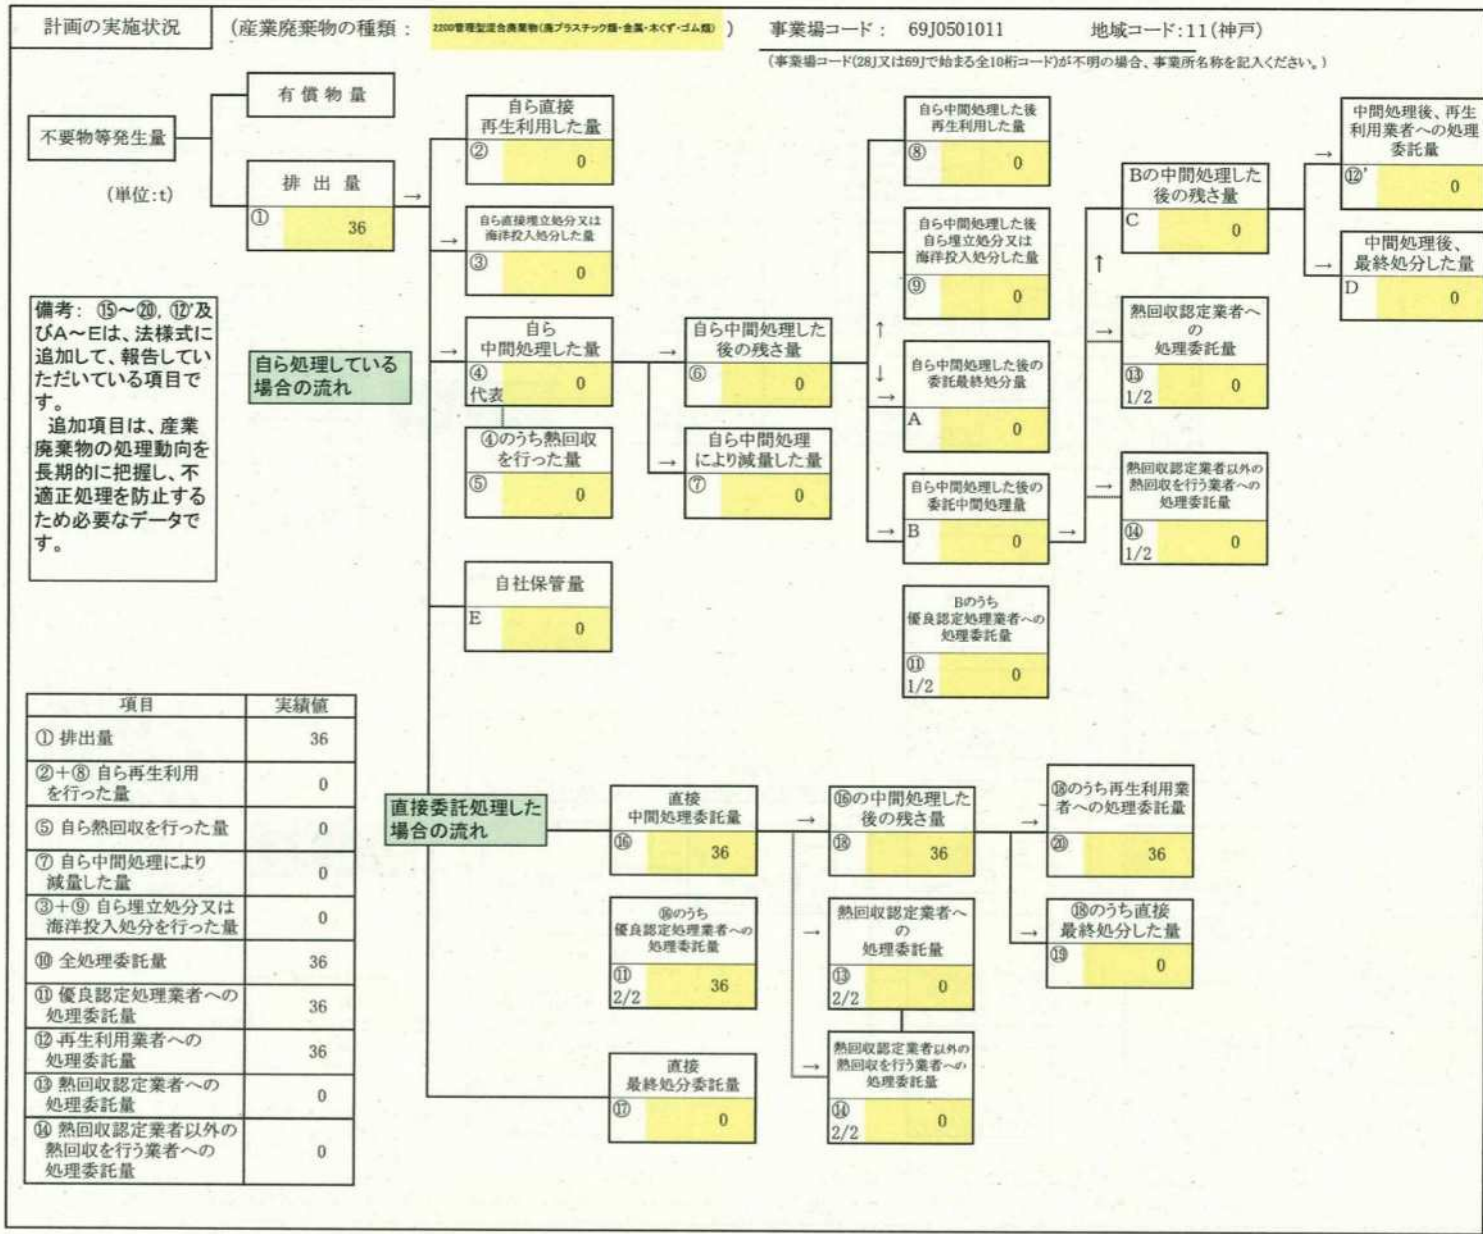 計画の実施状況
(産業廃棄物の種類： 2200管理型混合廃棄物(廃プラスチック類・金属・木くず・ゴム類) )
事業場コード： 69J0501011
地域コード:11(神戸)
(事業場コード(28J又は69Jで始まる全10桁コード)が不明の場合、事業所名称を記入ください。)
不要物等発生量
(単位:t)
有償物量
排出量
→
① 36
備考： ⑮～⑳, ⑫'及
びA～Eは、法様式に
追加して、報告してい
ただいている項目で
す。
追加項目は、産業
廃棄物の処理動向を
長期的に把握し、不
適正処理を防止する
ため必要なデータで
す。
自ら処理している
場合の流れ
自ら直接
再生利用した量
② 0
→
自ら直接埋立処分又は
海洋投入処分した量
③ 0
→
自ら
中間処理した量
④ 0
代表
④のうち熱回収
を行った量
⑤ 0
自社保管量
E 0
→
自ら中間処理した
後の残さ量
⑥ 0
→
自ら中間処理
により減量した量
⑦ 0
自ら中間処理した後
再生利用した量
⑧ 0
自ら中間処理した後
自ら埋立処分又は
海洋投入処分した量
⑨ 0
↑
↓
→
自ら中間処理した後の
委託最終処分量
A 0
自ら中間処理した後の
委託中間処理量
→
B 0
→
Bのうち
優良認定処理業者への
処理委託量
⑪ 0
1/2
↑
Bの中間処理した
後の残さ量
C 0
→
熱回収認定業者へ
の
処理委託量
⑬ 0
1/2
→
熱回収認定業者以外の
熱回収を行う業者への
処理委託量
⑭ 0
1/2
→
中間処理後、再生
利用業者への処理
委託量
⑫' 0
→
中間処理後、
最終処分した量
D 0
項目 実績値
① 排出量 36
②+⑧ 自ら再生利用
を行った量 0
⑤ 自ら熱回収を行った量 0
⑦ 自ら中間処理により
減量した量 0
③+⑨ 自ら埋立処分又は
海洋投入処分を行った量 0
⑩ 全処理委託量 36
⑪ 優良認定処理業者への
処理委託量 36
⑫ 再生利用業者への
処理委託量 36
⑬ 熱回収認定業者への
処理委託量 0
⑭ 熱回収認定業者以外の
熱回収を行う業者への
処理委託量 0
直接委託処理した
場合の流れ
直接
中間処理委託量
⑯ 36
⑯のうち
優良認定処理業者への
処理委託量
⑪ 36
2/2
直接
最終処分委託量
⑰ 0
→
⑯の中間処理した
後の残さ量
⑱ 36
→
熱回収認定業者へ
の
処理委託量
⑬ 0
2/2
→
熱回収認定業者以外の
熱回収を行う業者への
処理委託量
⑭ 0
2/2
→
⑱のうち再生利用業
者への処理委託量
⑳ 36
→
⑱のうち直接
最終処分した量
⑲ 0